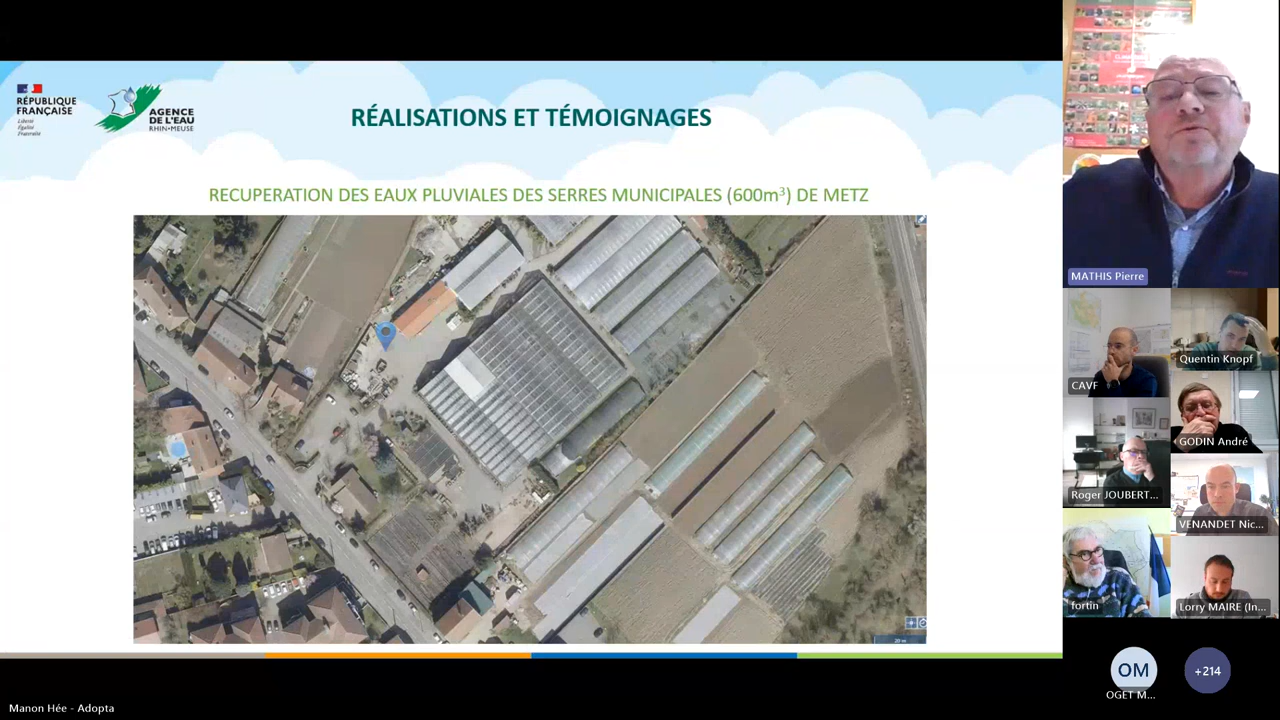 RÉPUBLIQUE
FRANÇAISE
Liberté
Égalité
Fraternité
AGENCE
DE L'EAU
RHIN•MEUSE
RÉALISATIONS ET TÉMOIGNAGES
RECUPERATION DES EAUX PLUVIALES DES SERRES MUNICIPALES (600m³) DE METZ
20 m
MATHIS Pierre
CAVF
Quentin Knopf
GODIN André
Roger JOUBERT...
VENANDET Nic...
fortin
Lorry MAIRE (In...
OM
OGET M...
+214
Manon Hée - Adopta